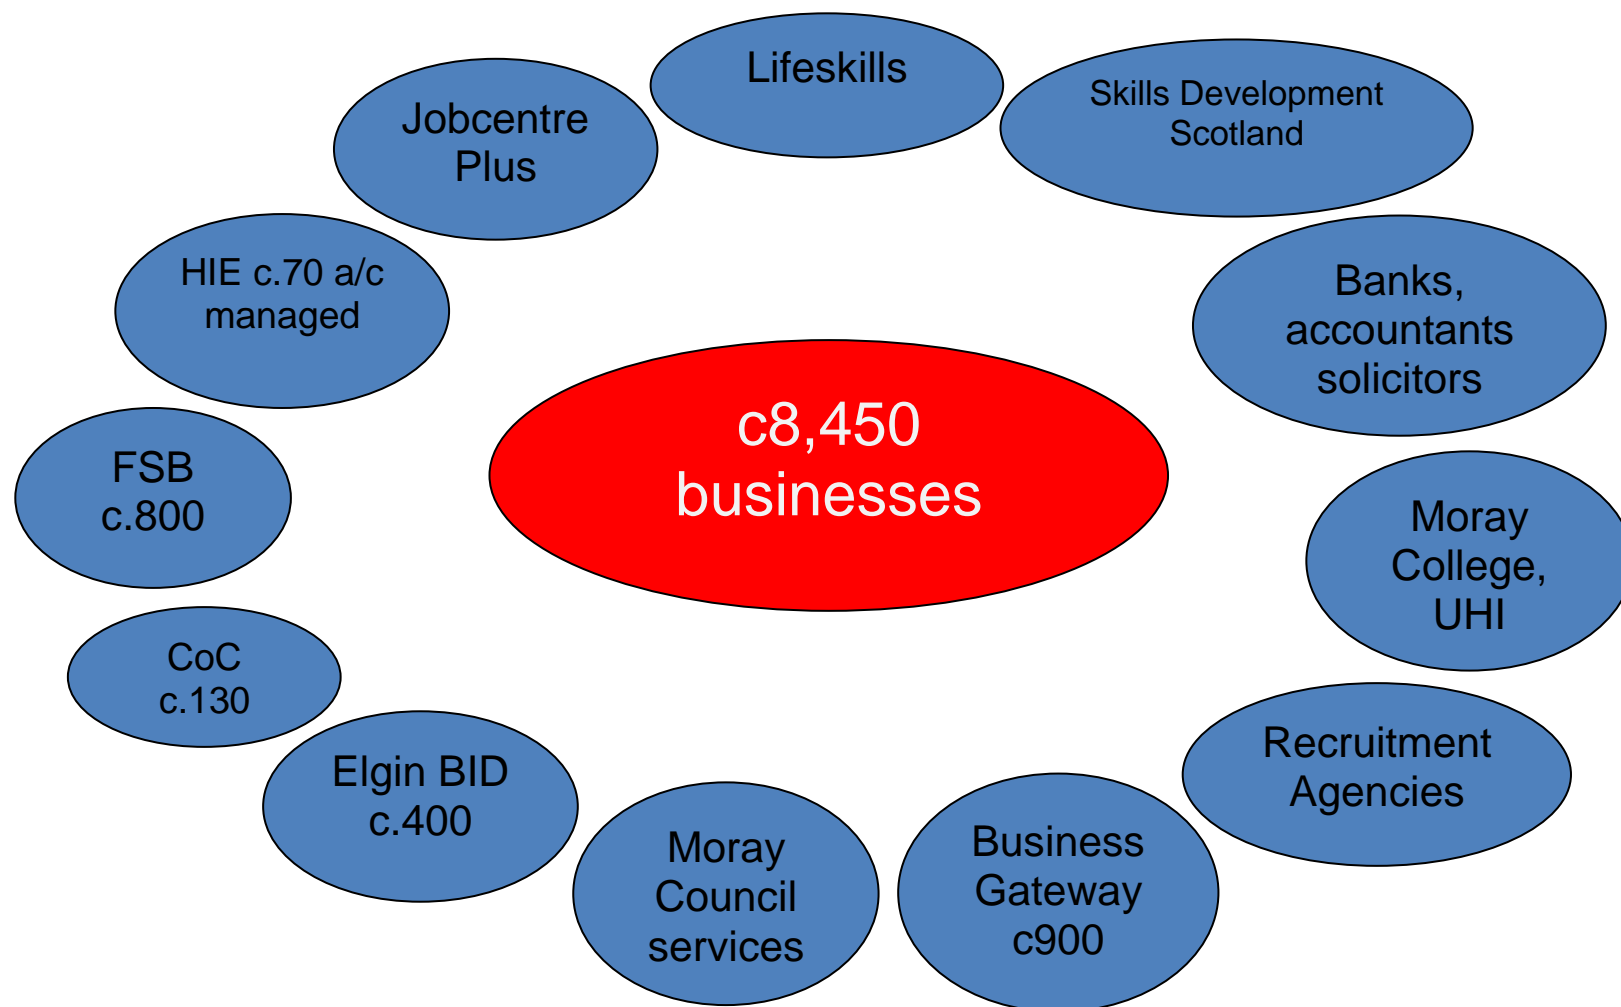 Lifeskills
Skills Development
Scotland
Jobcentre
Plus
HIE c.70 a/c
managed
Banks,
accountants
solicitors
c8,450
businesses
FSB
c.800
Moray
College,
UHI
CoC
c.130
Recruitment
Agencies
Elgin BID
c.400
Moray
Council
services
Business
Gateway
c900